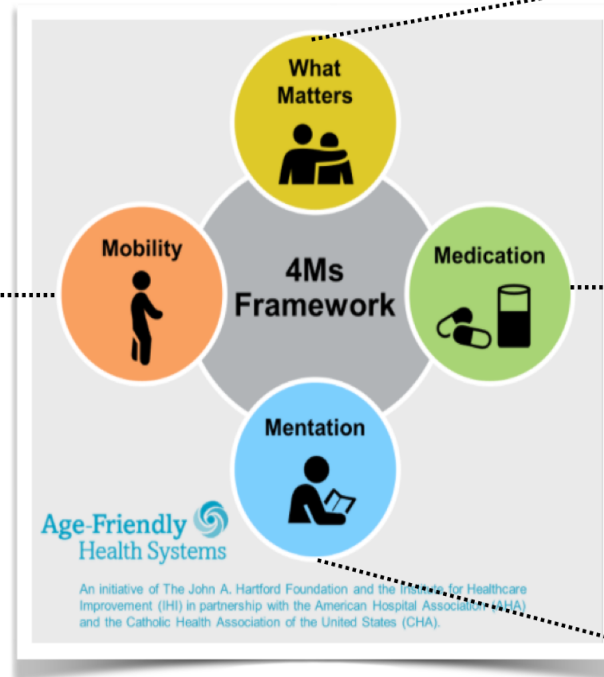 What
Matters
Mobility
4Ms
Framework
Medication
Mentation
Age-Friendly
Health Systems
An initiative of The John A. Hartford Foundation and the Institute for Healthcare
Improvement (IHI) in partnership with the American Hospital Association (AHA)
and the Catholic Health Association of the United States (CHA).